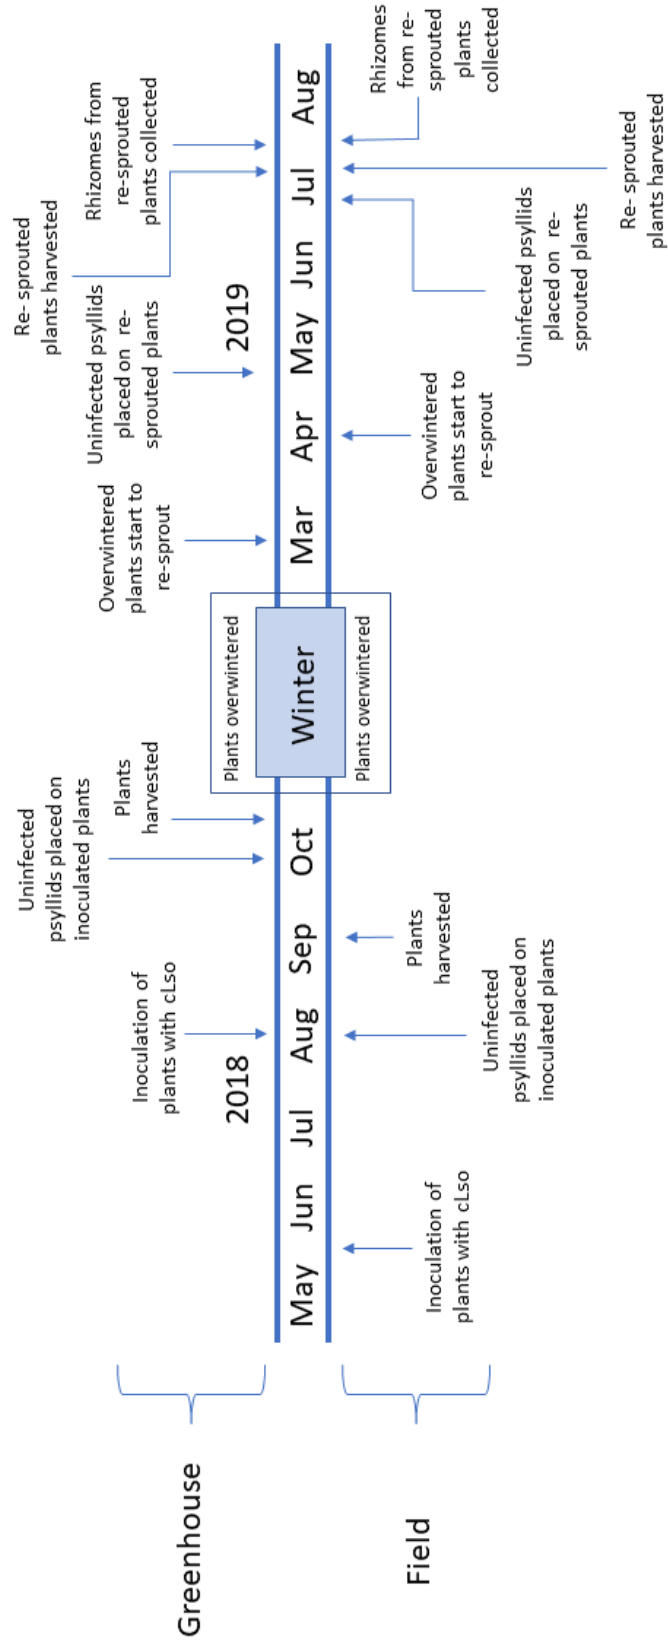 Greenhouse
Field
2018
2019
Inoculation of
plants with cLso
Uninfected
psyllids placed on
inoculated plants
Plants
harvested
Plants overwintered
Overwintered
plants start to
re-sprout
Uninfected psyllids
placed on re-
sprouted plants
Re- sprouted
plants harvested
Rhizomes from
re-sprouted
plants collected
May Jun Jul Aug Sep Oct Winter Mar Apr May Jun Jul Aug
Inoculation of
plants with cLso
Uninfected
psyllids placed on
inoculated plants
Plants
harvested
Plants overwintered
Overwintered
plants start to
re-sprout
Uninfected psyllids
placed on re-
sprouted plants
Re- sprouted
plants harvested
Rhizomes
from re-
sprouted
plants
collected